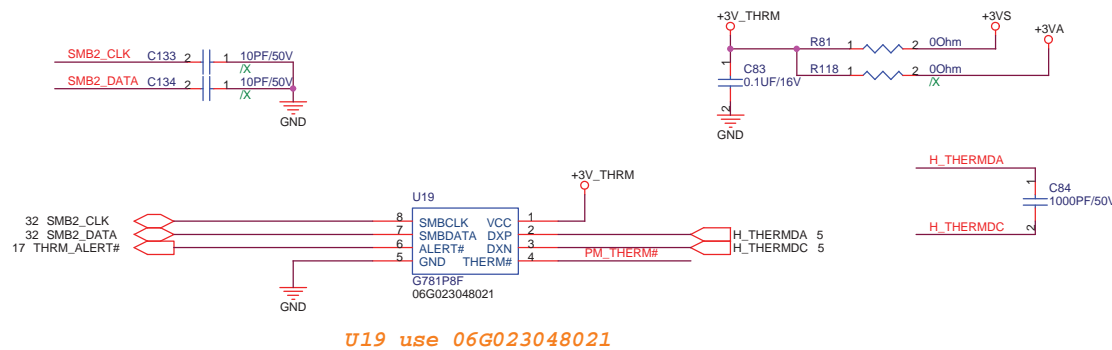 +3V_THRM +3VS +3VA
SMB2_CLK C133 2 1 10PF/50V
/X
SMB2_DATA C134 2 1 10PF/50V
/X
GND
R81 1 2 0Ohm
R118 1 2 0Ohm
/X
1 C83
0.1UF/16V
2
GND
H_THERMDA
1
C84
1000PF/50V
2
H_THERMDC
+3V_THRM
U19
32 SMB2_CLK 8 SMBCLK VCC 1
32 SMB2_DATA 7 SMBDATA DXP 2 H_THERMDA 5
17 THRM_ALERT# 6 ALERT# DXN 3 H_THERMDC 5
5 GND THERM# 4 PM_THERM#
G781P8F
06G023048021
GND
U19 use 06G023048021